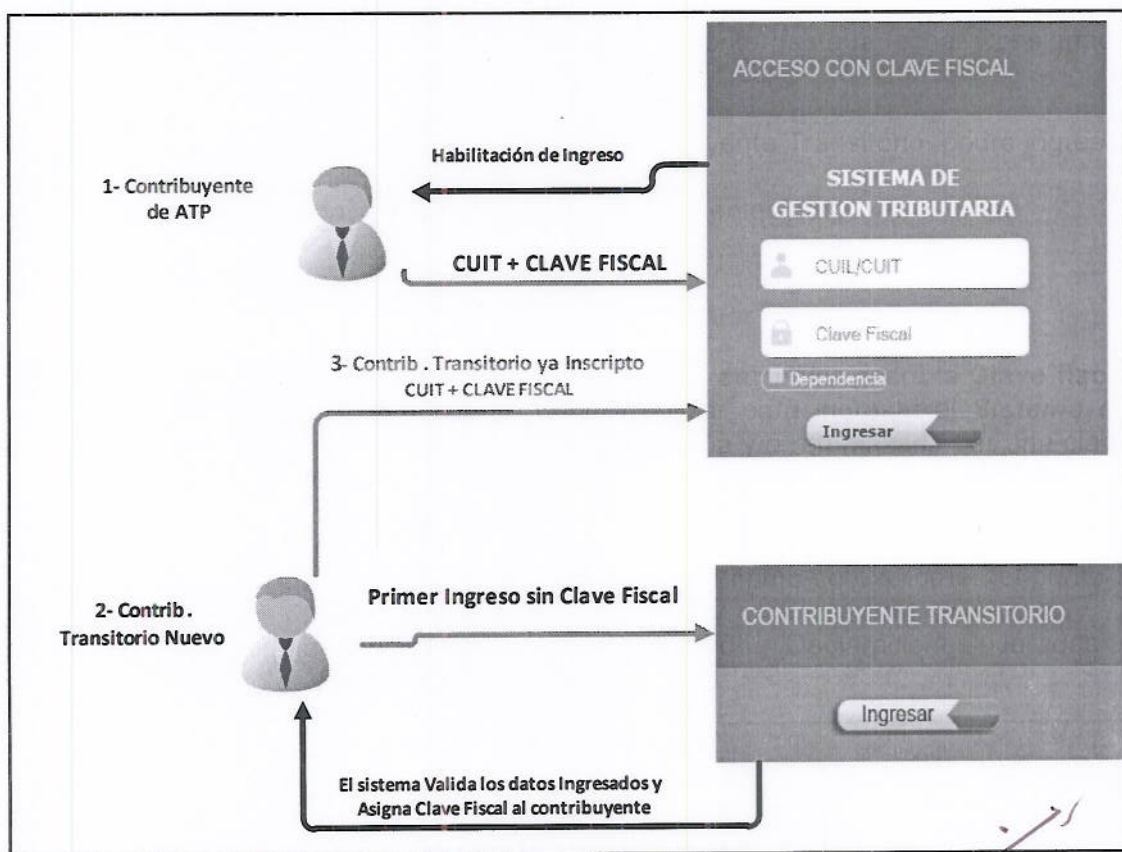 ACCESO CON CLAVE FISCAL
Habilitación de Ingreso
1- Contribuyente
de ATP
SISTEMA DE
GESTION TRIBUTARIA
CUIL/CUIT
CUIT + CLAVE FISCAL
Clave Fiscal
Dependencia
Ingresar
3- Contrib . Transitorio ya Inscripto
CUIT + CLAVE FISCAL
2- Contrib .
Transitorio Nuevo
Primer Ingreso sin Clave Fiscal
CONTRIBUYENTE TRANSITORIO
Ingresar
El sistema Valida los datos Ingresados y
Asigna Clave Fiscal al contribuyente